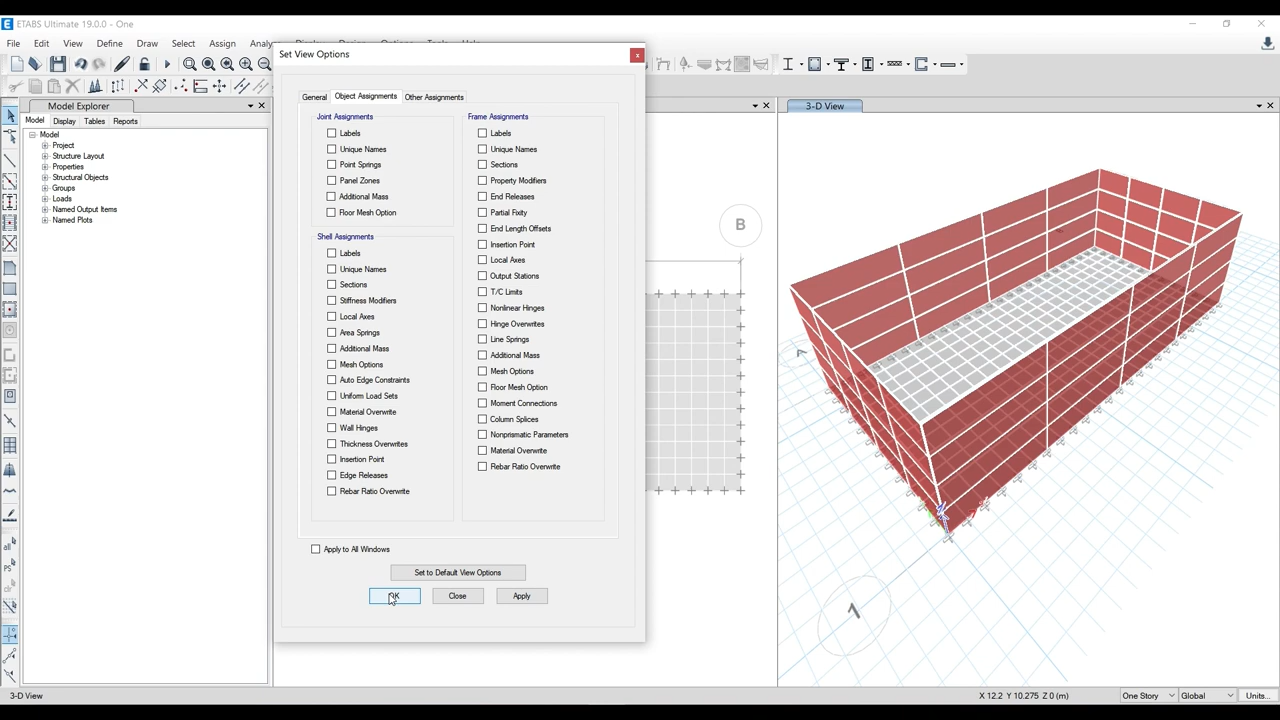 ETABS Ultimate 19.0.0 - One
File Edit View Define Draw Select Assign Analy
Set View Options
Model Explorer
3-D View
General Object Assignments Other Assignments
Model Display Tables Reports
Model
Project
Structure Layout
Properties
Structural Objects
Groups
Loads
Named Output Items
Named Plots
Joint Assignments
Labels
Unique Names
Point Springs
Panel Zones
Additional Mass
Floor Mesh Option
Shell Assignments
Labels
Unique Names
Sections
Stiffness Modifiers
Local Axes
Area Springs
Additional Mass
Mesh Options
Auto Edge Constraints
Uniform Load Sets
Material Overwrite
Wall Hinges
Thickness Overwrites
Insertion Point
Edge Releases
Rebar Ratio Overwrite
Frame Assignments
Labels
Unique Names
Sections
Property Modifiers
End Releases
Partial Fixity
End Length Offsets
Insertion Point
Local Axes
Output Stations
T/C Limits
Nonlinear Hinges
Hinge Overwrites
Line Springs
Additional Mass
Mesh Options
Floor Mesh Option
Moment Connections
Column Splices
Nonprismatic Parameters
Material Overwrite
Rebar Ratio Overwrite
Apply to All Windows
Set to Default View Options
OK Close Apply
B
3-D View
X 12.2 Y 10.275 Z 0 (m)
One Story Global Units...